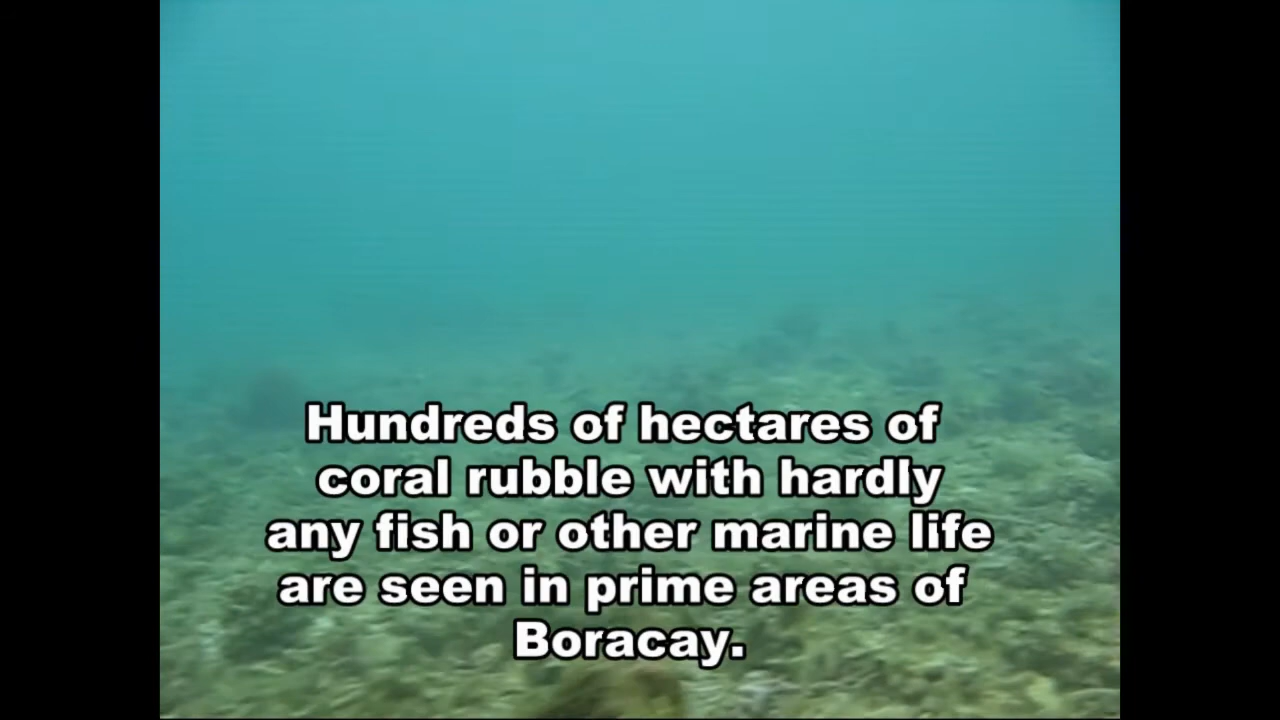 Hundreds of hectares of
coral rubble with hardly
any fish or other marine life
are seen in prime areas of
Boracay.